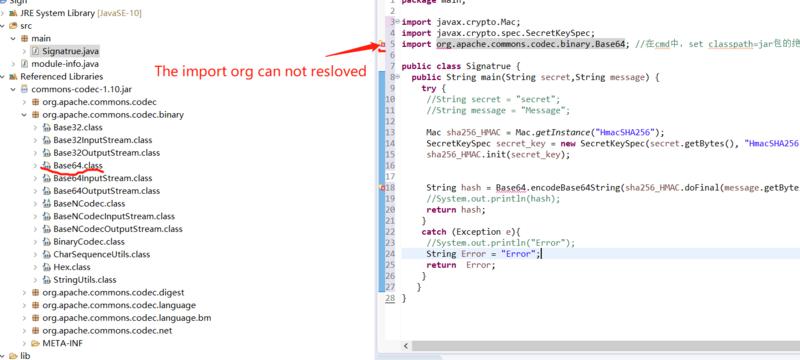 Sign
JRE System Library [JavaSE-10]
src
main
Signatrue.java
module-info.java
Referenced Libraries
commons-codec-1.10.jar
org.apache.commons.codec
org.apache.commons.codec.binary
Base32.class
Base32InputStream.class
Base32OutputStream.class
Base64.class
Base64InputStream.class
Base64OutputStream.class
BaseNCodec.class
BaseNCodecInputStream.class
BaseNCodecOutputStream.class
BinaryCodec.class
CharSequenceUtils.class
Hex.class
StringUtils.class
org.apache.commons.codec.digest
org.apache.commons.codec.language
org.apache.commons.codec.language.bm
org.apache.commons.codec.net
META-INF
lib
The import org can not resloved
package main;
3 import javax.crypto.Mac;
4 import javax.crypto.spec.SecretKeySpec;
5 import org.apache.commons.codec.binary.Base64; //在cmd中, set classpath=jar包的绝
6
7 public class Signatrue {
8 public String main(String secret,String message) {
9 try {
10 //String secret = "secret";
11 //String message = "Message";
12
13 Mac sha256_HMAC = Mac.getInstance("HmacSHA256");
14 SecretKeySpec secret_key = new SecretKeySpec(secret.getBytes(), "HmacSHA256
15 sha256_HMAC.init(secret_key);
16
17
18 String hash = Base64.encodeBase64String(sha256_HMAC.doFinal(message.getByte
19 //System.out.println(hash);
20 return hash;
21 }
22 catch (Exception e){
23 //System.out.println("Error");
24 String Error = "Error";
25 return Error;
26 }
27 }
28 }